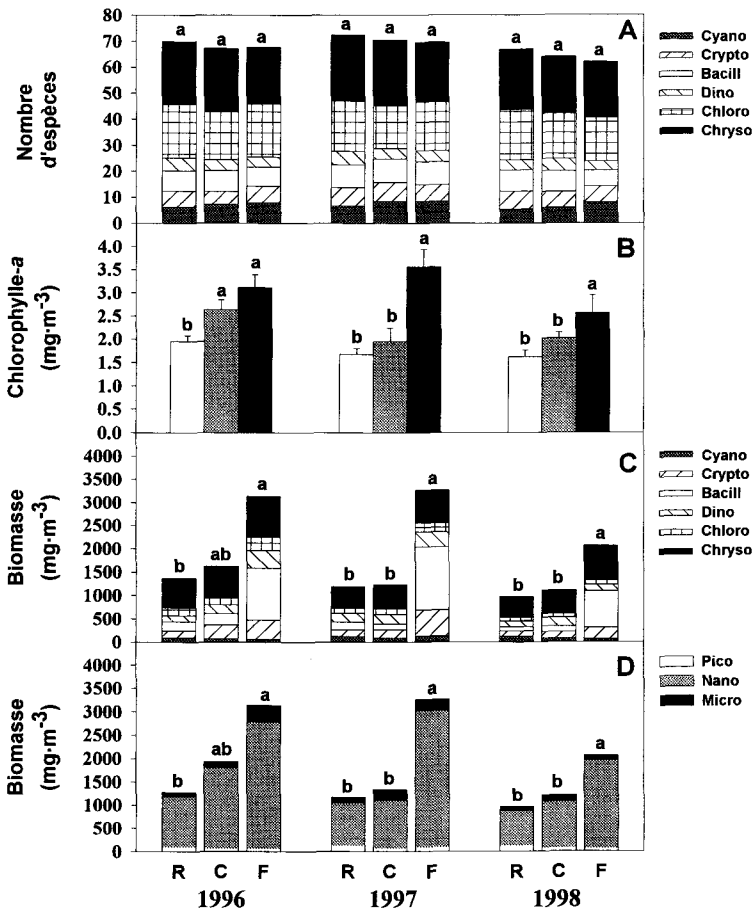 A
Nombre
d'espèces
80
70
60
50
40
30
20
10
0
a a a a a a a a a
Cyano
Crypto
Bacill
Dino
Chloro
Chryso
B
Chlorophylle-a
(mg·m⁻³)
4.0
3.5
3.0
2.5
2.0
1.5
1.0
0.5
0.0
b a a b b a b b a
C
Biomasse
(mg·m⁻³)
4000
3500
3000
2500
2000
1500
1000
500
0
b ab a b b a b b a
Cyano
Crypto
Bacill
Dino
Chloro
Chryso
D
Biomasse
(mg·m⁻³)
4000
3500
3000
2500
2000
1500
1000
500
0
b ab a b b a b b a
Pico
Nano
Micro
R C F R C F R C F
1996 1997 1998